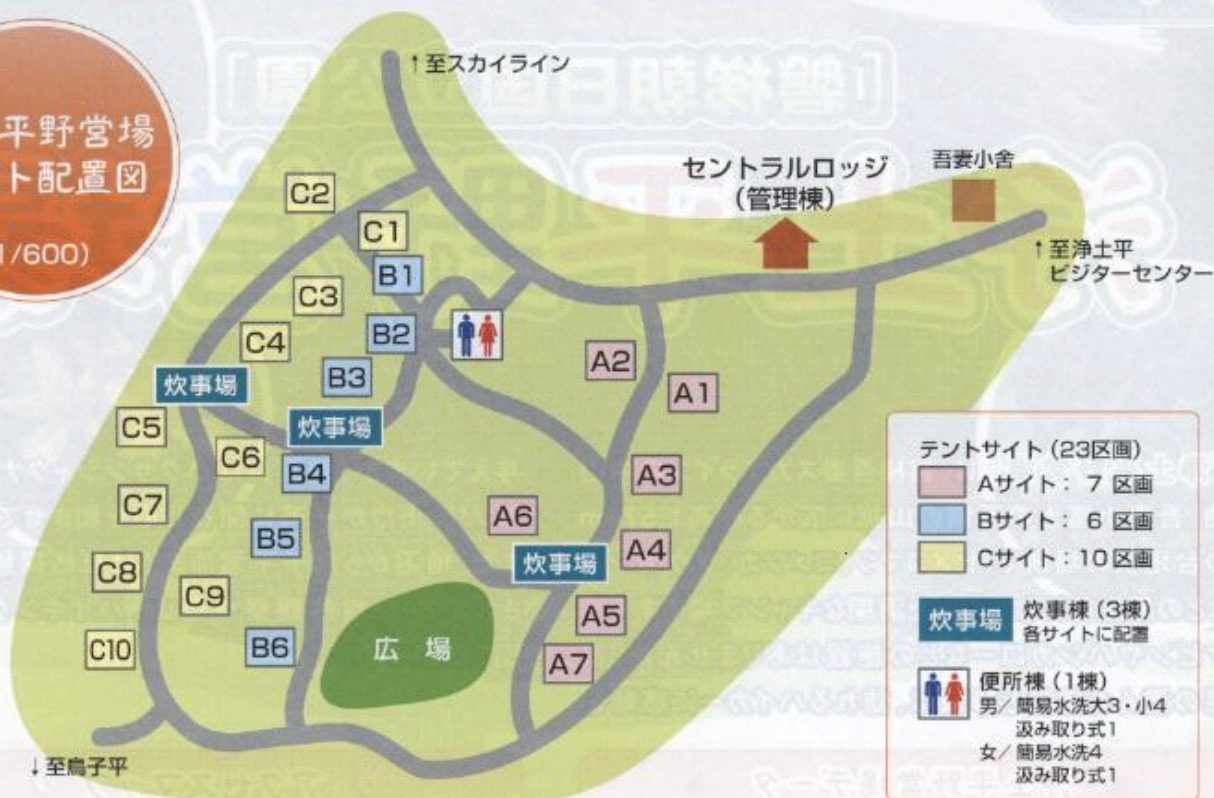 平野営場
ト配置図
1/600)
↑至スカイライン
セントラルロッジ
(管理棟)
吾妻小舎
↑至浄土平
ビジターセンター
C2
C1
B1
C3
B2
C4
B3
A2
A1
炊事場
炊事場
C5
C6
B4
A3
C7
A6
B5
A4
炊事場
C8
C9
A5
C10
B6
広場
A7
↓至鳥子平
テントサイト (23区画)
Aサイト: 7 区画
Bサイト: 6 区画
Cサイト: 10 区画
炊事場
炊事棟 (3棟)
各サイトに配置
便所棟 (1棟)
男/簡易水洗大3・小4
汲み取り式1
女/簡易水洗4
汲み取り式1